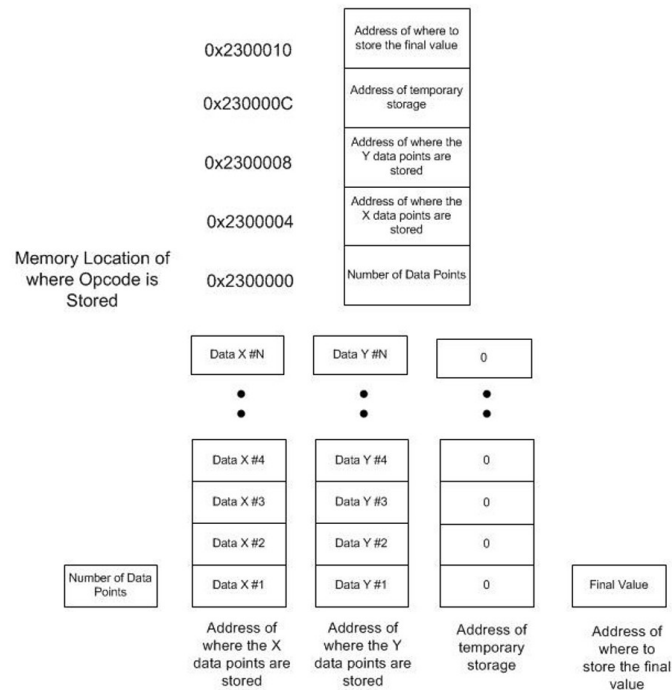 0x2300010
Address of where to
store the final value
0x230000C
Address of temporary
storage
0x2300008
Address of where the
Y data points are
stored
0x2300004
Address of where the
X data points are
stored
Memory Location of
where Opcode is
Stored
0x2300000
Number of Data Points
Data X #N
Data Y #N
0
Data X #4
Data Y #4
0
Data X #3
Data Y #3
0
Data X #2
Data Y #2
0
Number of Data
Points
Data X #1
Data Y #1
0
Final Value
Address of
where the X
data points are
stored
Address of
where the Y
data points are
stored
Address of
temporary
storage
Address of
where to
store the final
value